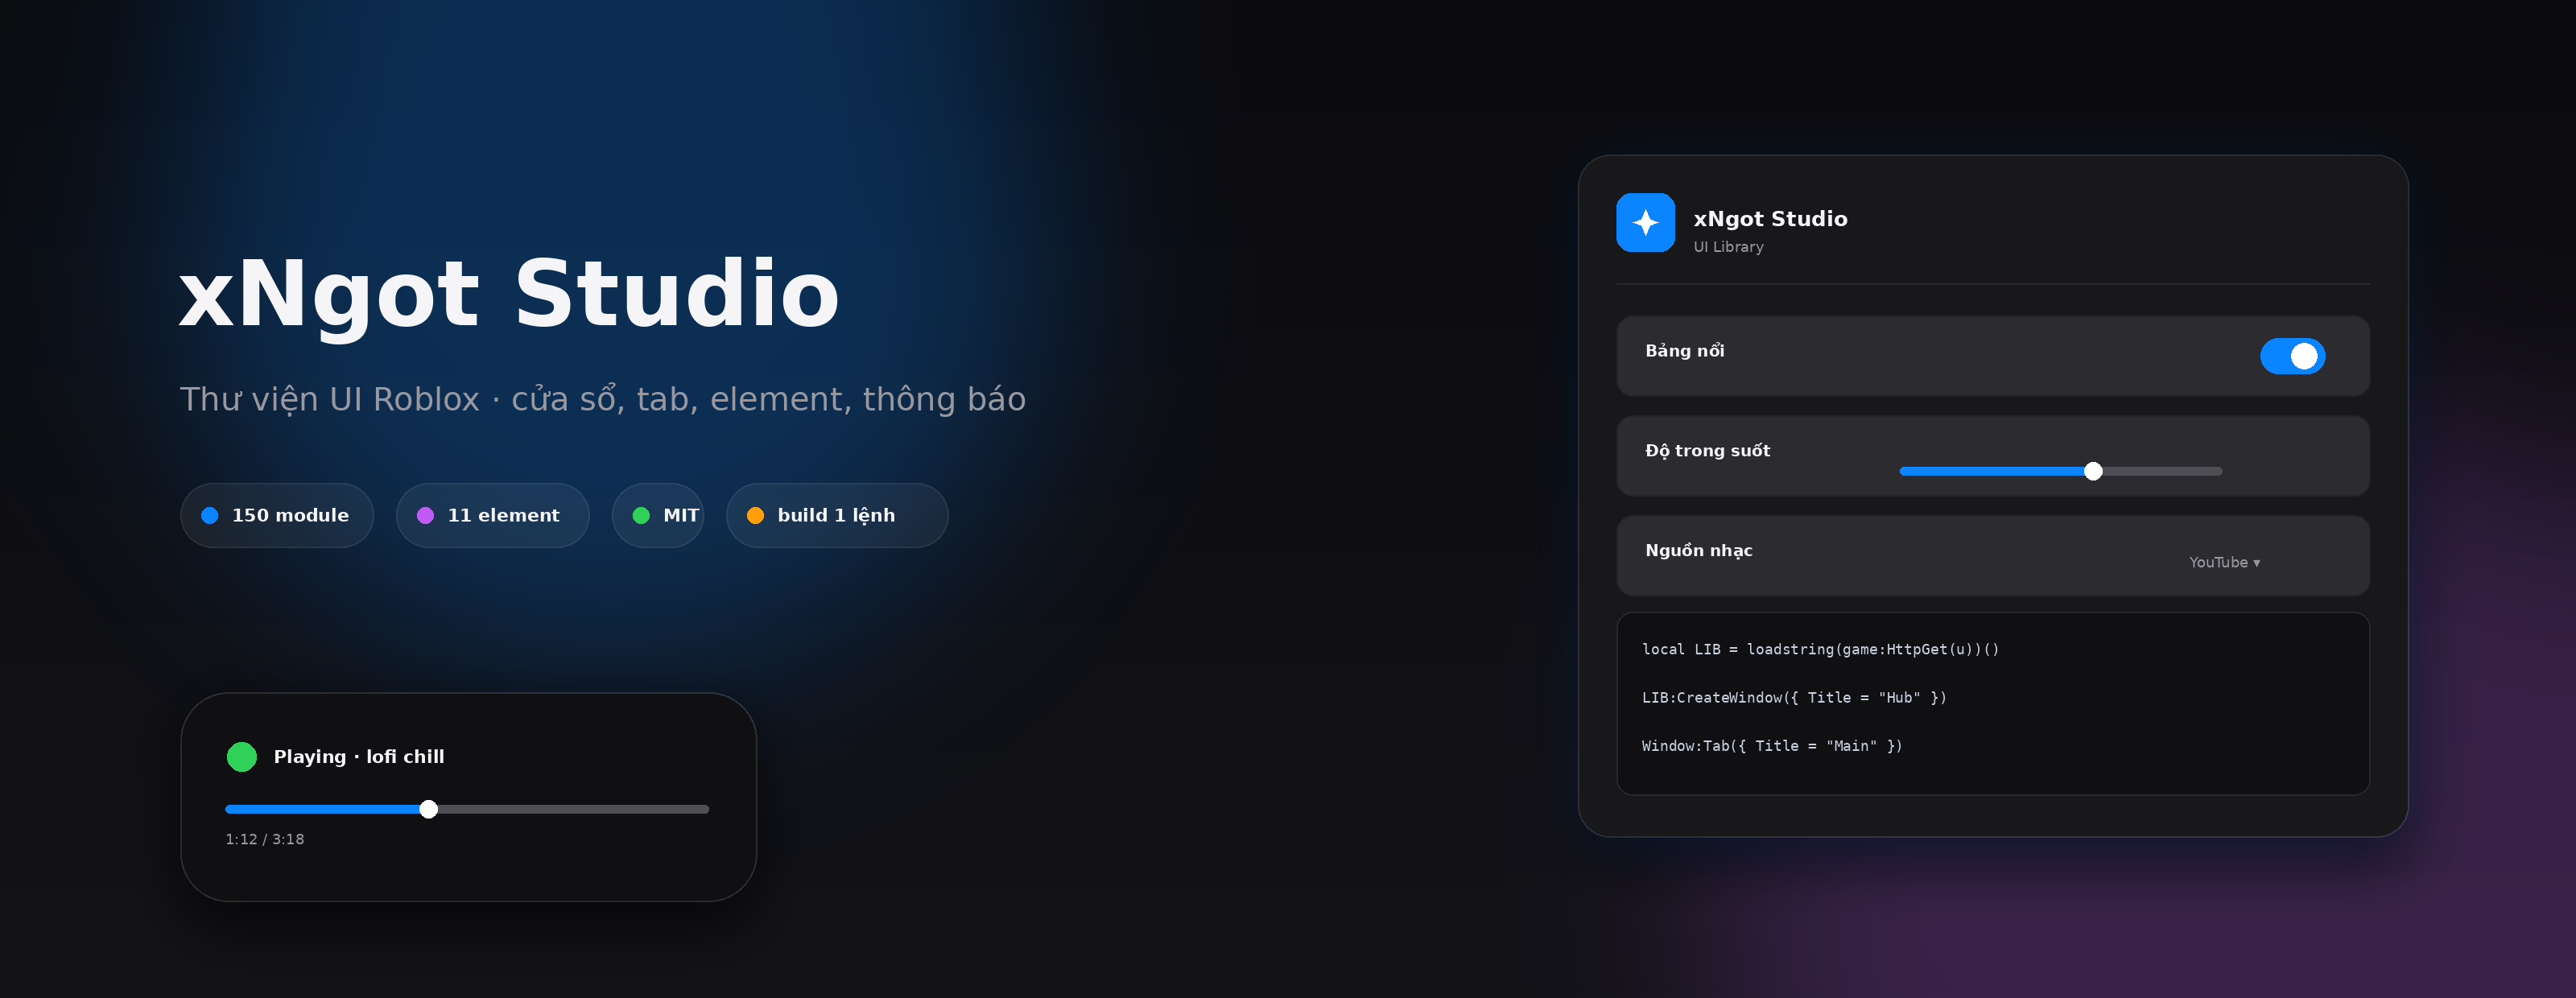 xNgot Studio
Thư viện UI Roblox · cửa sổ, tab, element, thông báo
150 module
11 element
MIT
build 1 lệnh
Playing · lofi chill
1:12 / 3:18
xNgot Studio
UI Library
Bảng nổi
Độ trong suốt
Nguồn nhạc
YouTube ▾
local LIB = loadstring(game:HttpGet(u))()
LIB:CreateWindow({ Title = "Hub" })
Window:Tab({ Title = "Main" })